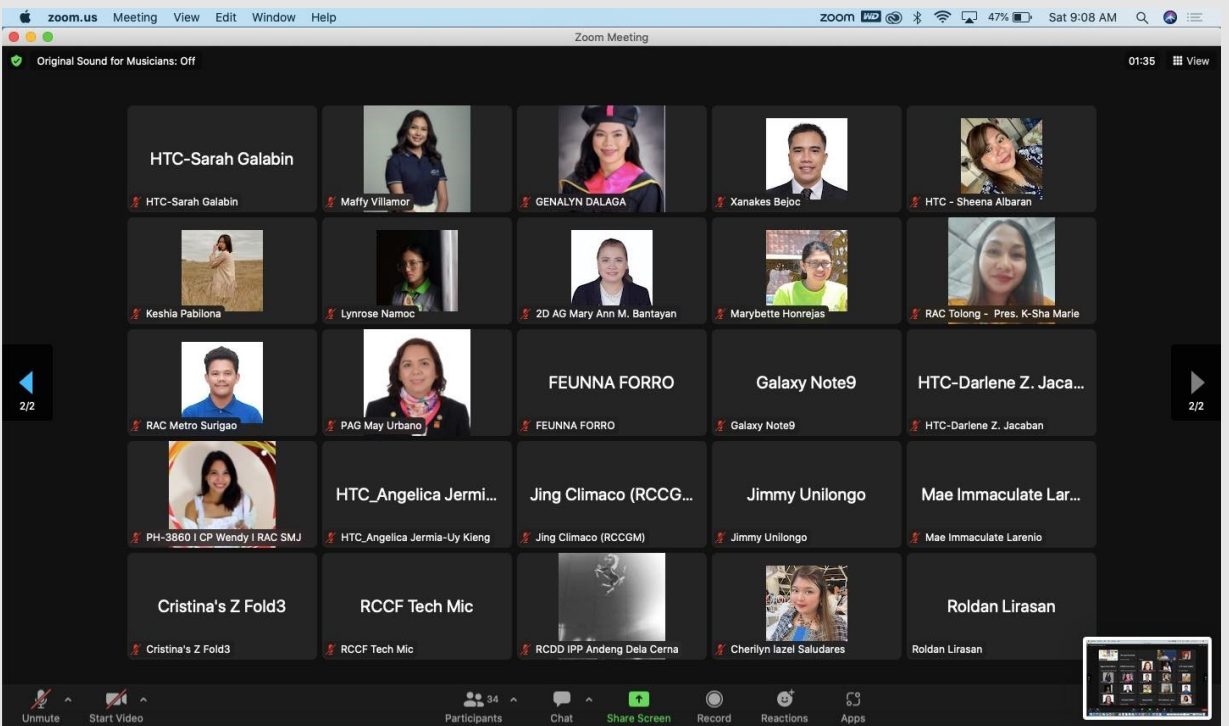 zoom.us Meeting View Edit Window Help
zoom WD 47% Sat 9:08 AM
Zoom Meeting
Original Sound for Musicians: Off
01:35 View
HTC-Sarah Galabin
HTC-Sarah Galabin
Maffy Villamor
GENALYN DALAGA
Xanakes Bejoc
HTC - Sheena Albaran
Keshia Pabilona
Lynrose Namoc
2D AG Mary Ann M. Bantayan
Marybette Honrejas
RAC Tolong - Pres. K-Sha Marie
2/2
2/2
RAC Metro Surigao
PAG May Urbano
FEUNNA FORRO
FEUNNA FORRO
Galaxy Note9
Galaxy Note9
HTC-Darlene Z. Jaca...
HTC-Darlene Z. Jacaban
PH-3860 I CP Wendy I RAC SMJ
HTC_Angelica Jermi...
HTC_Angelica Jermia-Uy Kieng
Jing Climaco (RCCG...
Jing Climaco (RCCGM)
Jimmy Unilongo
Jimmy Unilongo
Mae Immaculate Lar...
Mae Immaculate Larenio
Cristina's Z Fold3
Cristina's Z Fold3
RCCF Tech Mic
RCCF Tech Mic
RCDD IPP Andeng Dela Cerna
Cherilyn Iazel Saludares
Roldan Lirasan
Roldan Lirasan
Unmute
Start Video
34
Participants
Chat
Share Screen
Record
Reactions
Apps